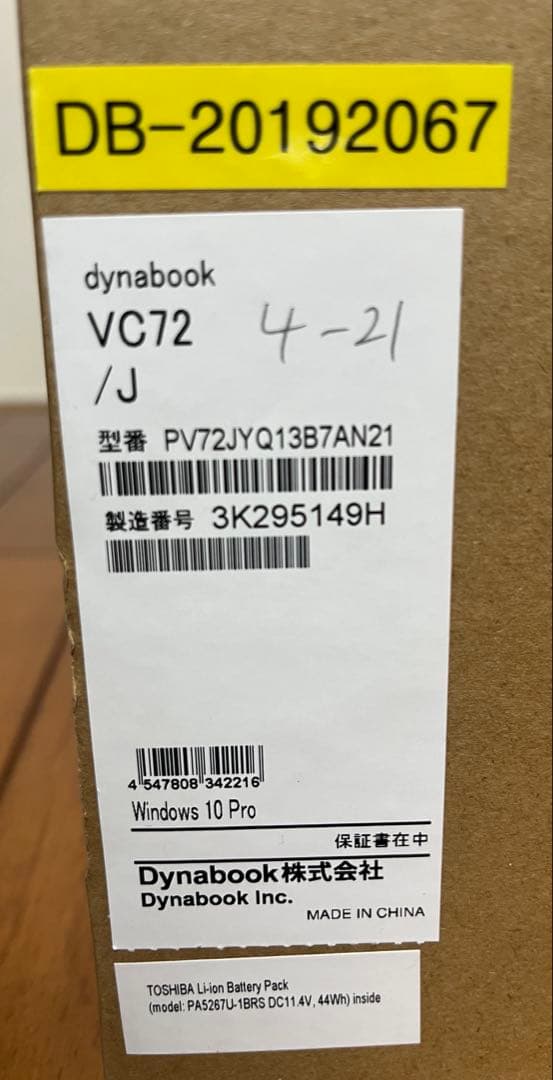 DB-20192067
dynabook
VC72
4-21
/J
型番 PV72JYQ13B7AN21
製造番号 3K295149H
4 547808 342216
Windows 10 Pro
保証書在中
Dynabook株式会社
Dynabook Inc.
MADE IN CHINA
TOSHIBA Li-ion Battery Pack
(model: PA5267U-1BRS DC11.4V, 44Wh) inside